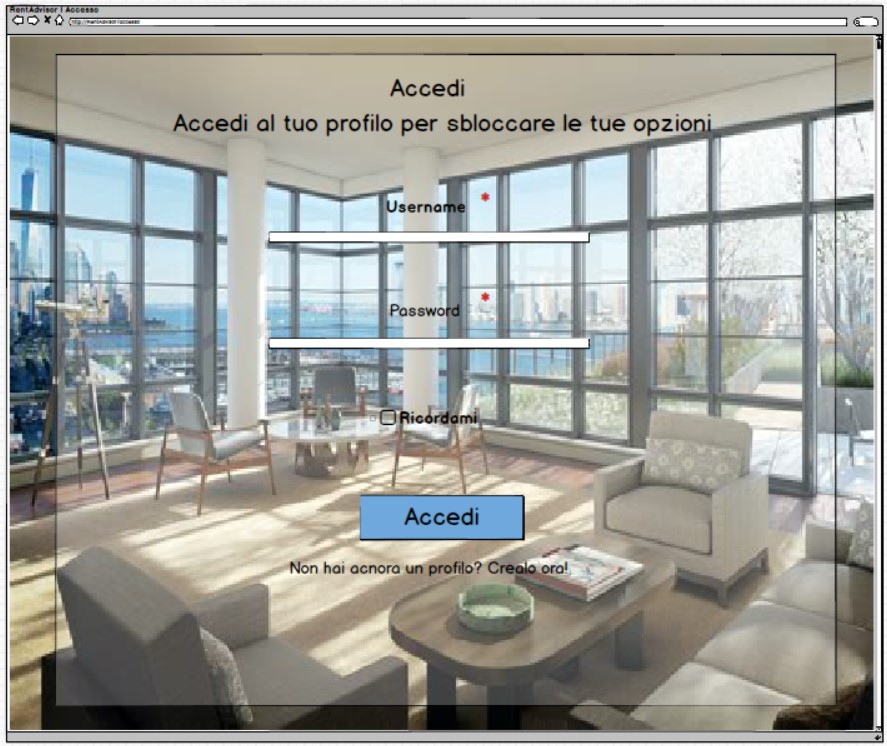 RentAdvisor | Accesso
http://RentAdvisor/accesso
Accedi
Accedi al tuo profilo per sbloccare le tue opzioni
Username *
Password *
Ricordami
Accedi
Non hai acnora un profilo? Crealo ora!